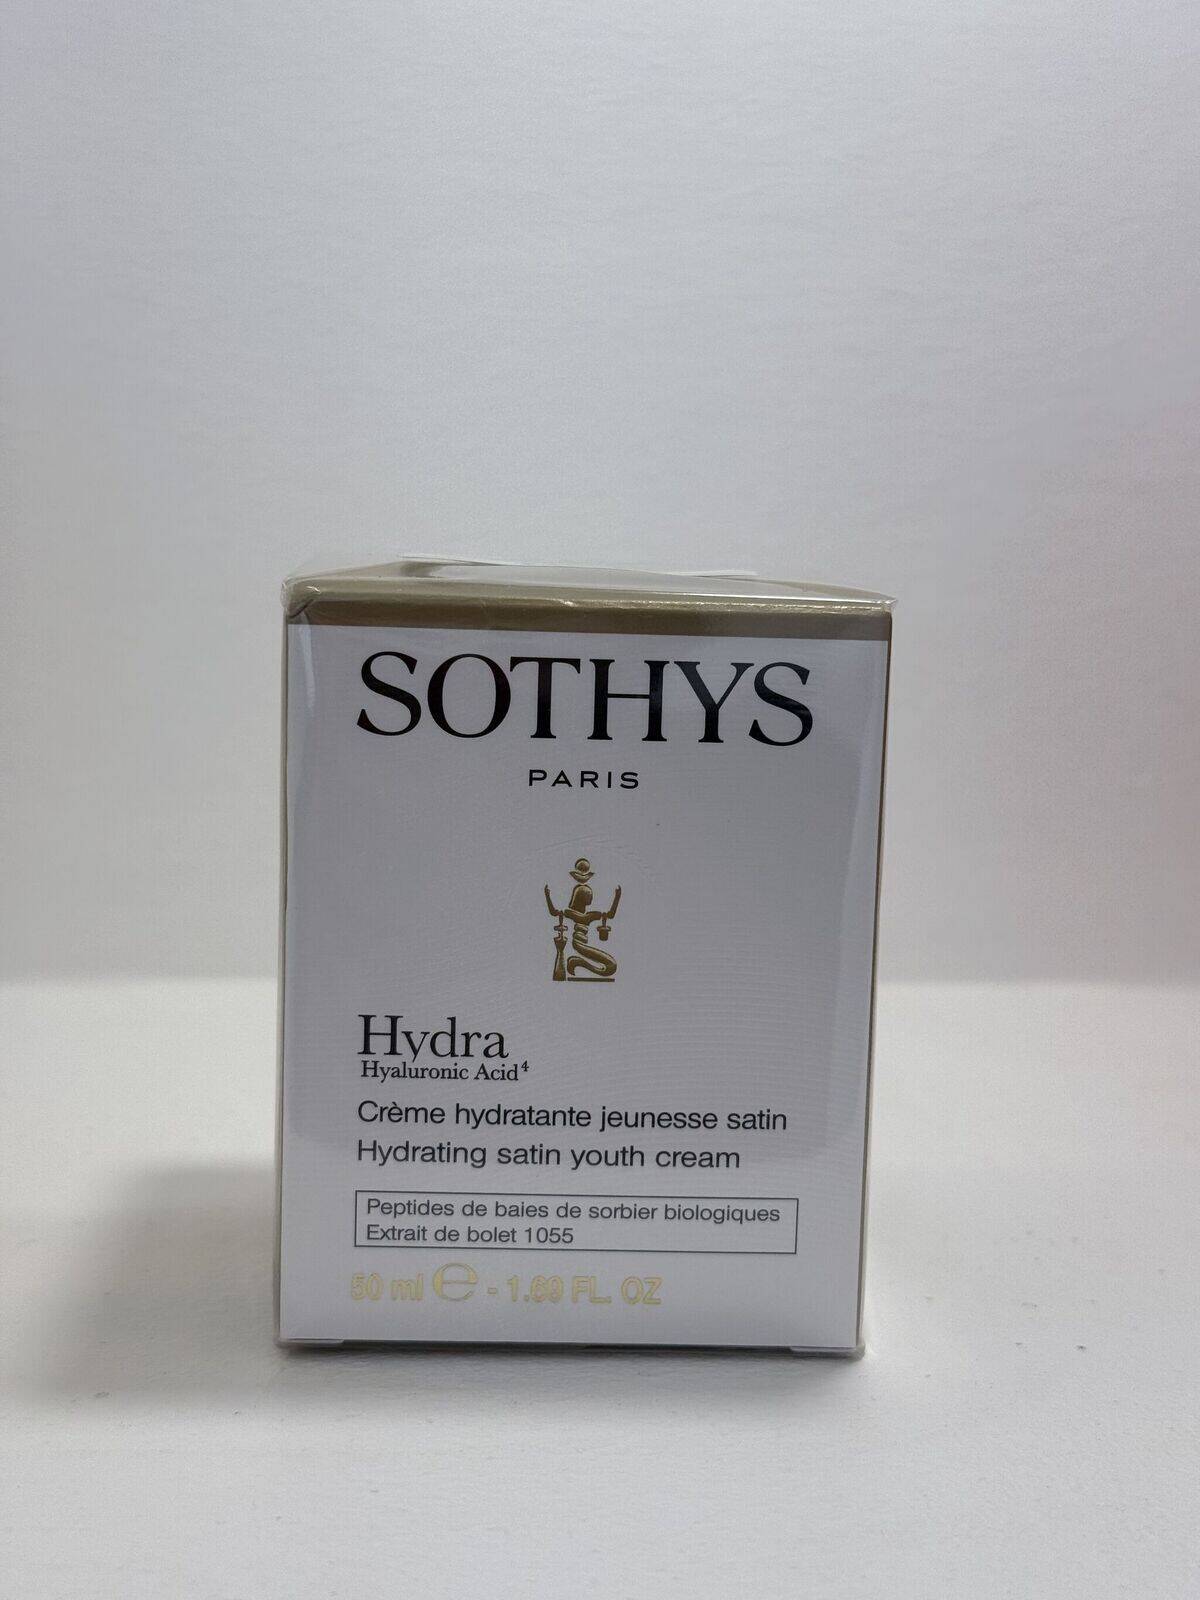 SOTHYS
PARIS
Hydra
Hyaluronic Acid⁴
Crème hydratante jeunesse satin
Hydrating satin youth cream
Peptides de baies de sorbier biologiques
Extrait de bolet 1055
50 ml ℮ - 1.69 FL. OZ